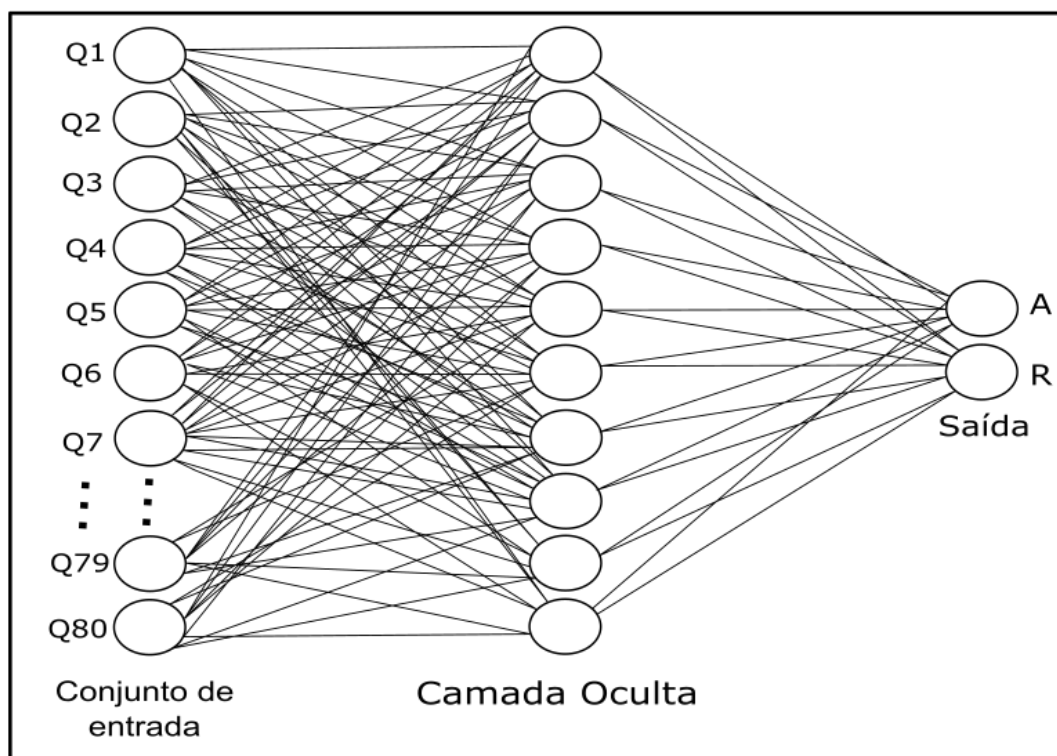 Q1
Q2
Q3
Q4
Q5
Q6
Q7
Q79
Q80
A
R
Saída
Conjunto de
entrada
Camada Oculta